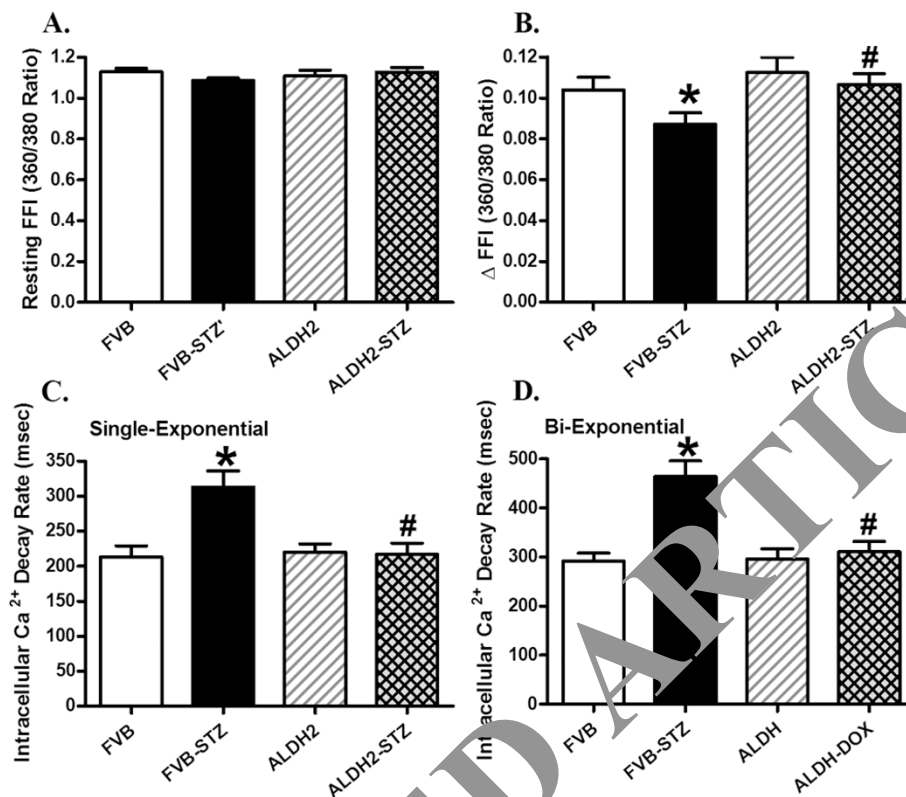 A.
Resting FFI (360/380 Ratio)
1.2
1.0
0.8
0.6
0.4
0.2
0.0
FVB
FVB-STZ'
ALDH2
ALDH2-STZ
B.
Δ FFI (360/380 Ratio)
0.12
0.10
0.08
0.06
0.04
0.02
0.00
*
#
FVB
FVB-STZ
ALDH2
ALDH2-STZ
C.
Single-Exponential
Intracellular Ca 2+ Decay Rate (msec)
350
300
250
200
150
100
50
0
*
#
FVB
FVB-STZ
ALDH2
ALDH2-STZ
D.
Bi-Exponential
Intracellular Ca 2+ Decay Rate (msec)
500
400
300
200
100
0
*
#
FVB
FVB-STZ
ALDH
ALDH-DOX